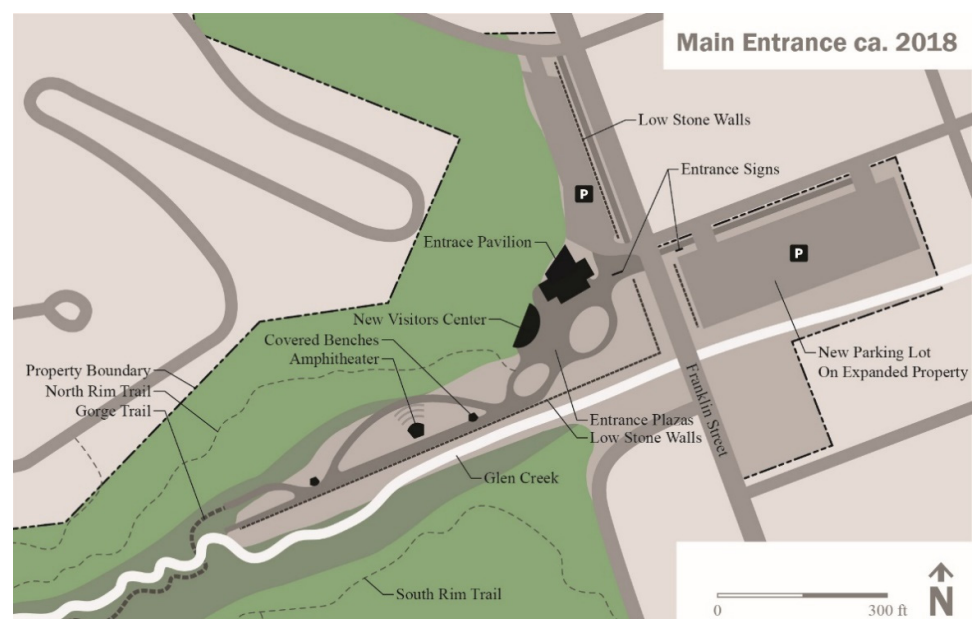 Main Entrance ca. 2018
Low Stone Walls
Entrance Signs
P
Entrace Pavilion
P
New Visitors Center
Covered Benches
Amphitheater
Property Boundary
North Rim Trail
Gorge Trail
New Parking Lot
On Expanded Property
Franklin Street
Entrance Plazas
Low Stone Walls
Glen Creek
South Rim Trail
0 300 ft
N